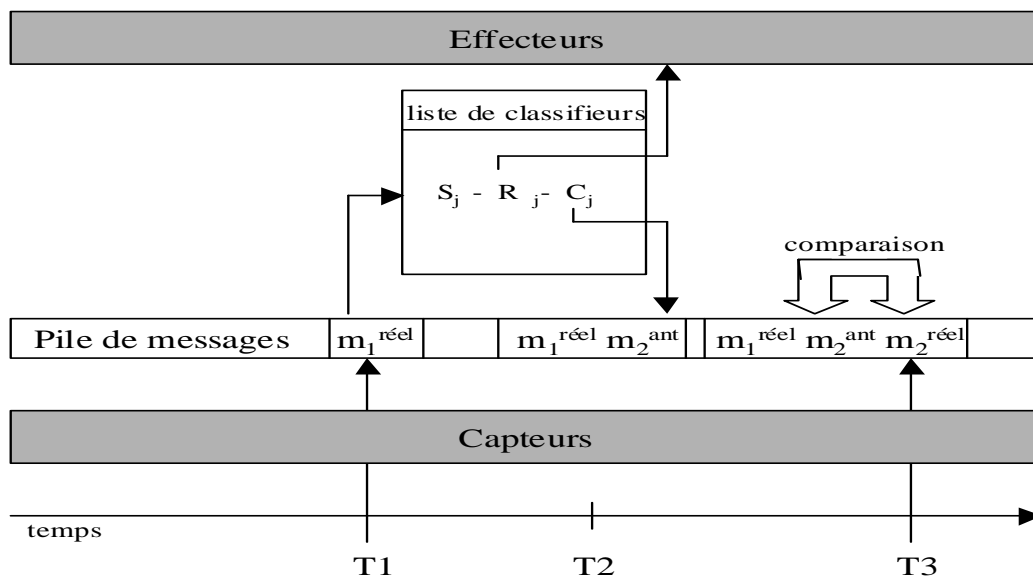 Effecteurs
liste de classifieurs
Sj - R j- Cj
comparaison
Pile de messages m1réel m1réel m2ant m1réel m2ant m2réel
Capteurs
temps
T1 T2 T3